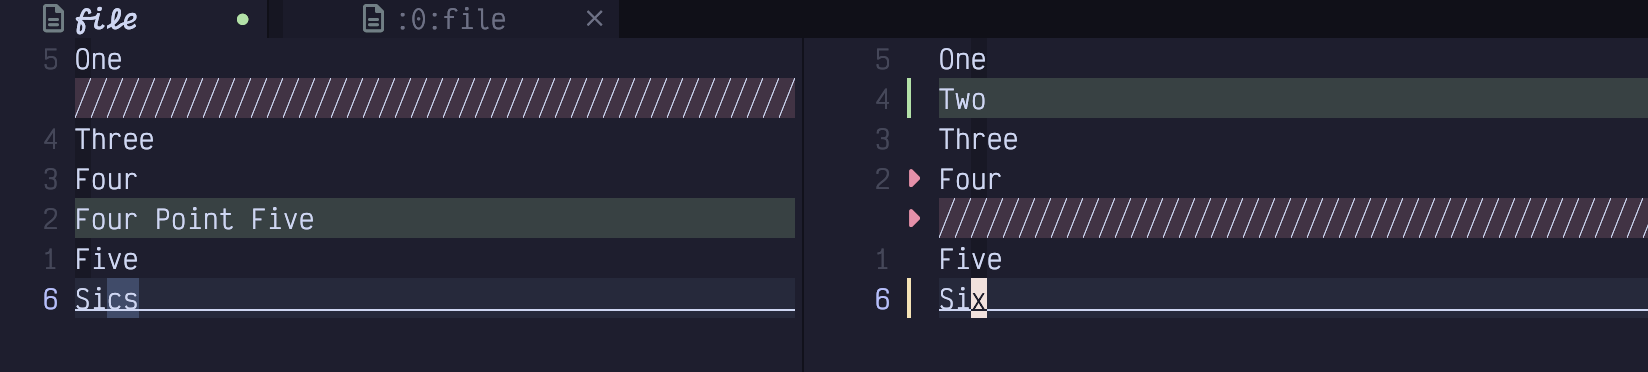 file :0:file
5 One
4 Three
3 Four
2 Four Point Five
1 Five
6 Sics
5 One
4 Two
3 Three
2 Four
1 Five
6 Six